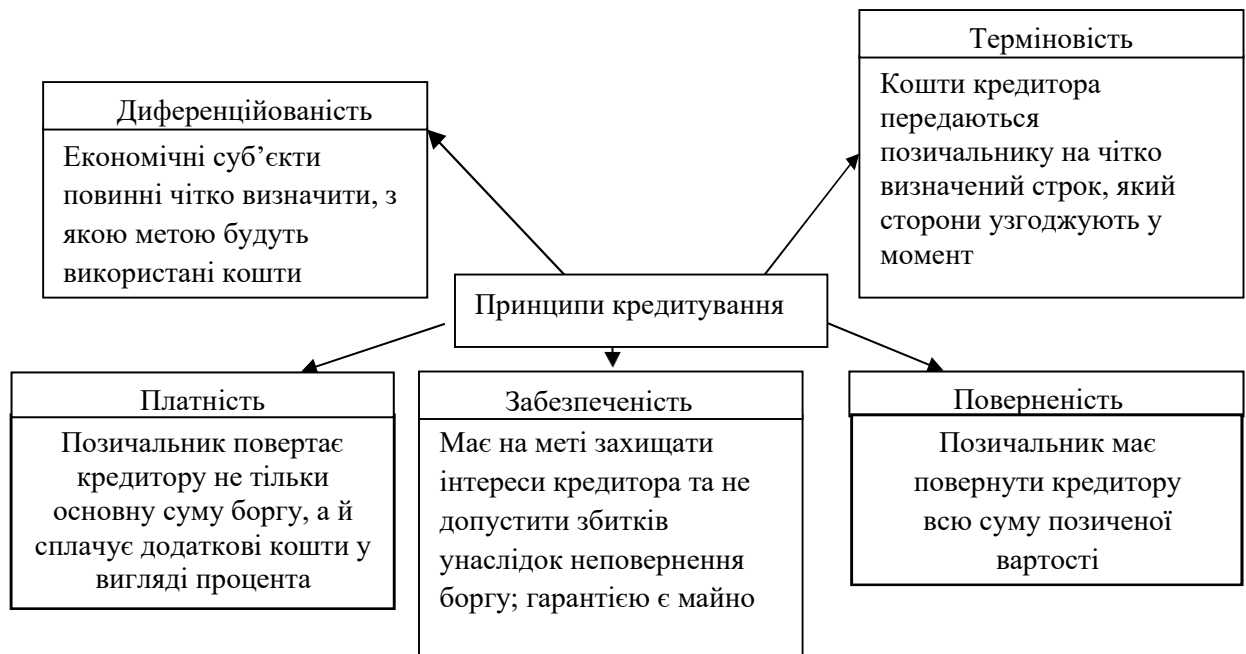 Диференційованість
Економічні суб’єкти
повинні чітко визначити, з
якою метою будуть
використані кошти
Терміновість
Кошти кредитора
передаються
позичальнику на чітко
визначений строк, який
сторони узгоджують у
момент
Принципи кредитування
Платність
Позичальник повертає
кредитору не тільки
основну суму боргу, а й
сплачує додаткові кошти у
вигляді процента
Забезпеченість
Має на меті захищати
інтереси кредитора та не
допустити збитків
унаслідок неповернення
боргу; гарантією є майно
Поверненість
Позичальник має
повернути кредитору
всю суму позиченої
вартості